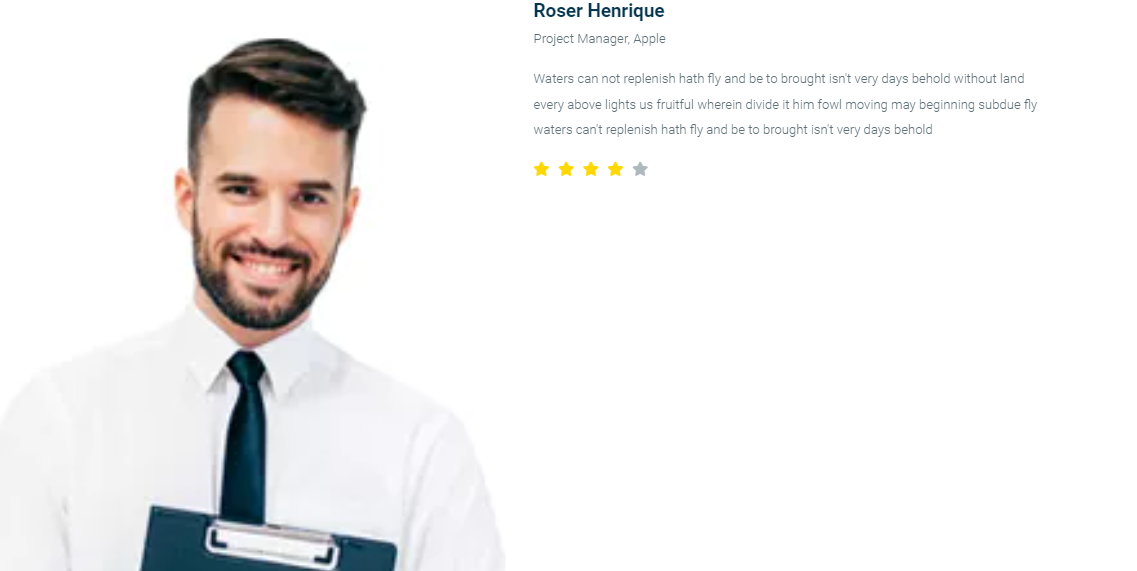 Roser Henrique
Project Manager, Apple
Waters can not replenish hath fly and be to brought isn't very days behold without land
every above lights us fruitful wherein divide it him fowl moving may beginning subdue fly
waters can't replenish hath fly and be to brought isn't very days behold